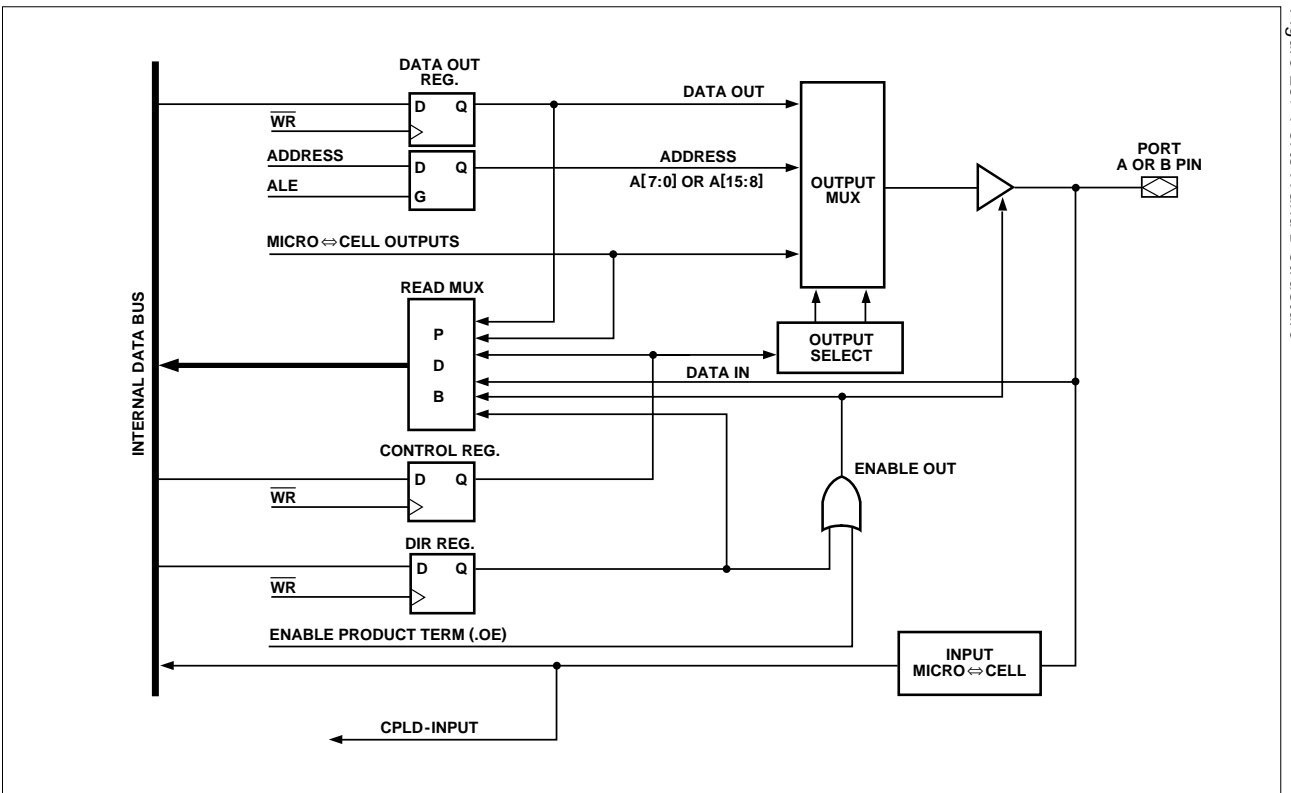 DATA OUT
REG.
D Q
WR
DATA OUT
ADDRESS
ALE
D Q
G
ADDRESS
A[7:0] OR A[15:8]
OUTPUT
MUX
PORT
A OR B PIN
MICRO⇔CELL OUTPUTS
READ MUX
P
D
B
OUTPUT
SELECT
DATA IN
INTERNAL DATA BUS
CONTROL REG.
D Q
WR
ENABLE OUT
DIR REG.
D Q
WR
ENABLE PRODUCT TERM (.OE)
INPUT
MICRO⇔CELL
CPLD-INPUT